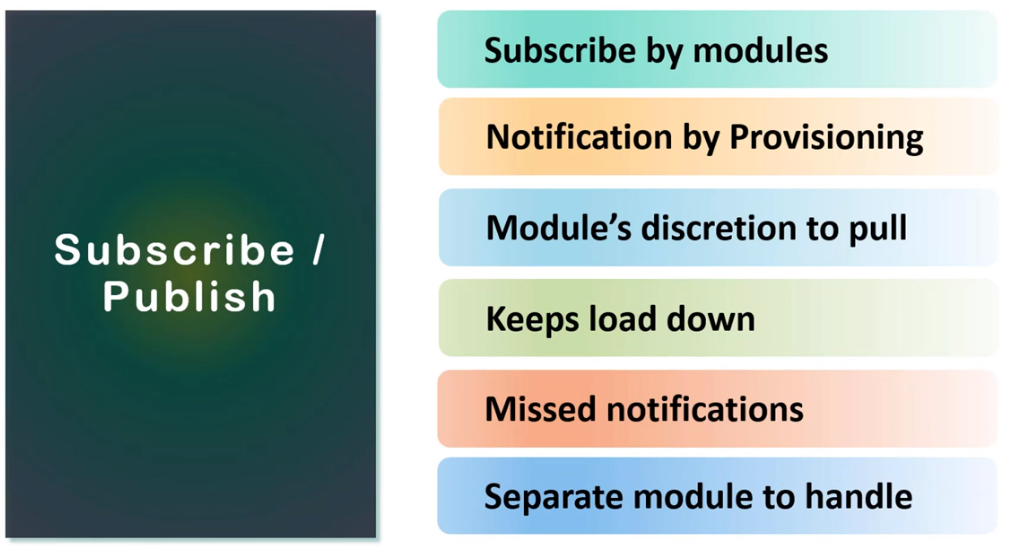 Subscribe /
Publish
Subscribe by modules
Notification by Provisioning
Module’s discretion to pull
Keeps load down
Missed notifications
Separate module to handle